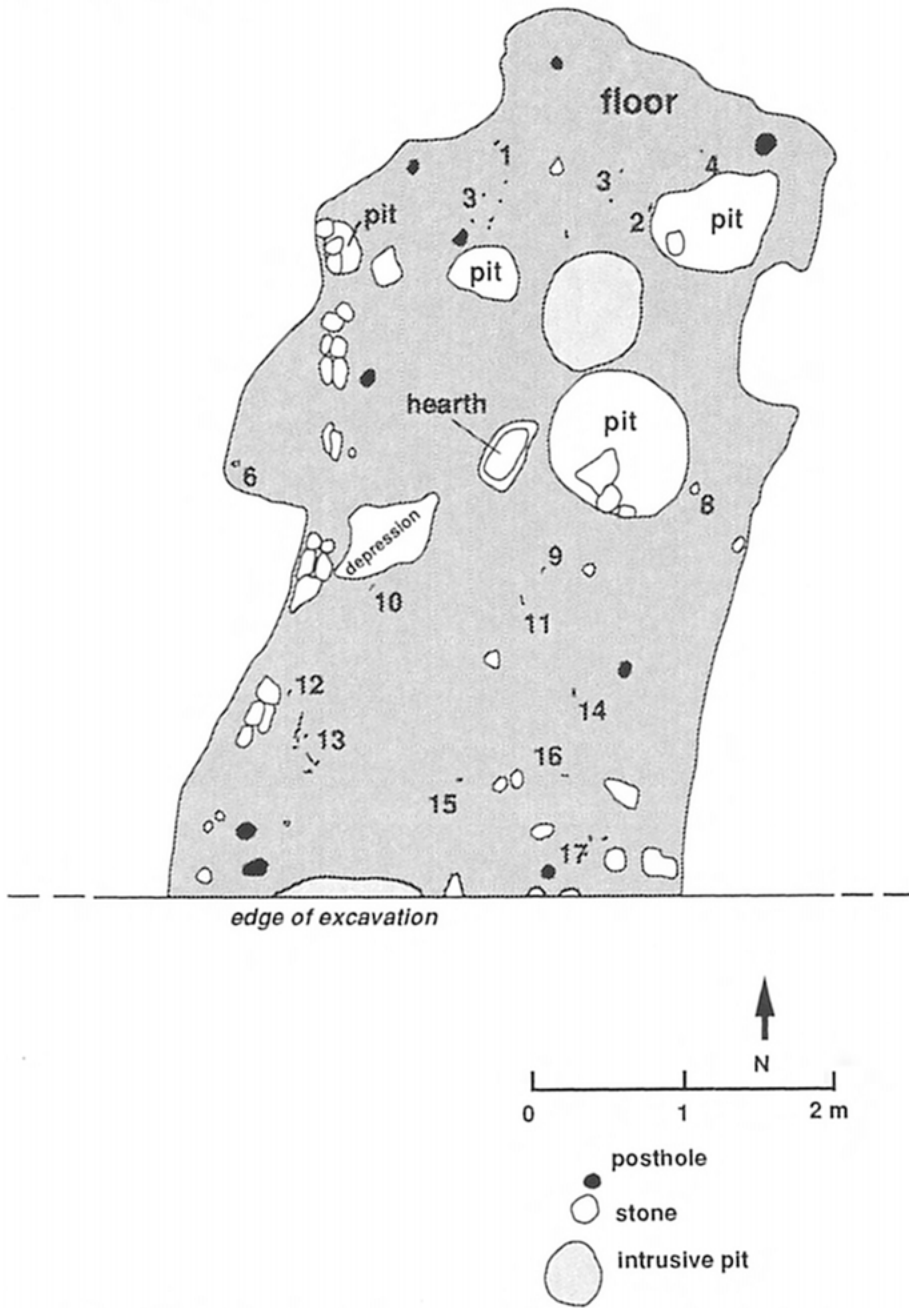 floor
1
4
3
3
2
pit
pit
pit
hearth
pit
6
8
depression
9
10
11
12
14
13
16
15
17
edge of excavation
N
0 1 2 m
posthole
stone
intrusive pit